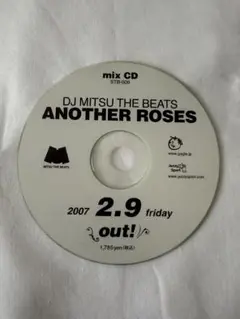 mix CD
DJ MITSU THE BEATS
ANOTHER ROSES
MITSU THE BEATS
2007 2.9 friday
out!